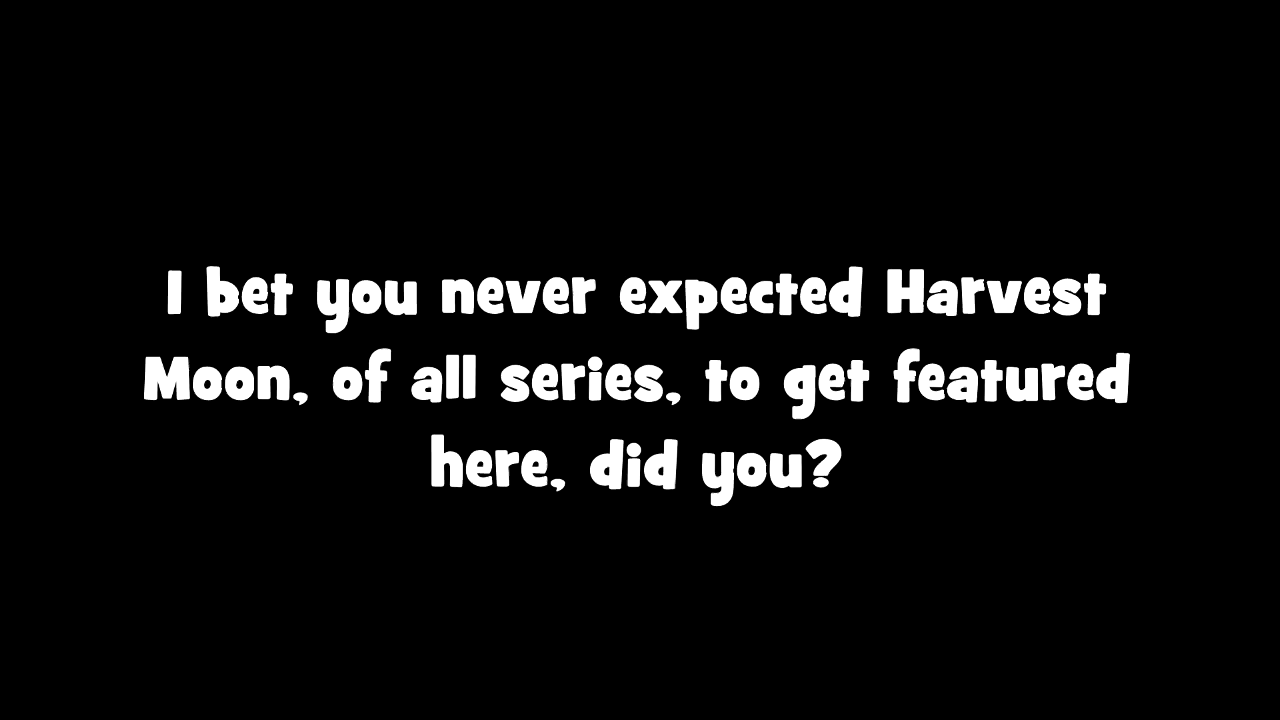 I bet you never expected Harvest
Moon, of all series, to get featured
here, did you?